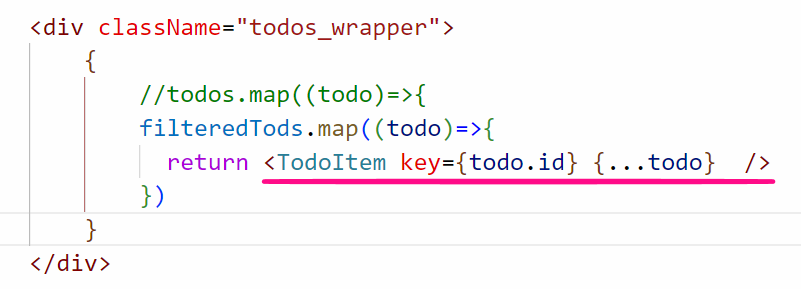 <div className="todos_wrapper">
{
//todos.map((todo)=>{
filteredTods.map((todo)=>{
return <TodoItem key={todo.id} {...todo}  />
})
}
</div>